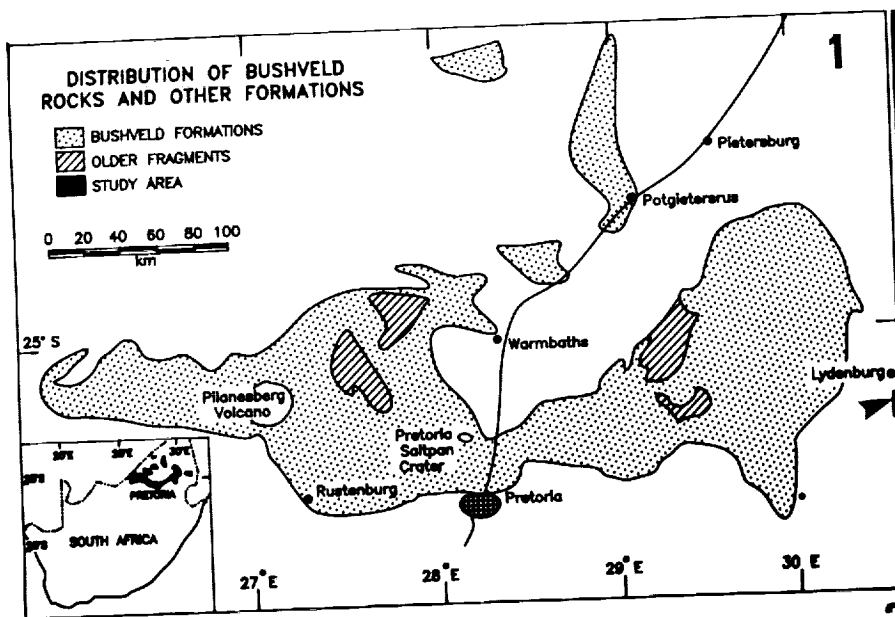 1
DISTRIBUTION OF BUSHVELD
ROCKS AND OTHER FORMATIONS
BUSHVELD FORMATIONS
OLDER FRAGMENTS
STUDY AREA
0 20 40 60 80 100
km
Pietersburg
Potgietersrus
25° S
Warmbaths
Lydenburg
Pilanesberg
Volcano
Pretoria
Saltpan
Crater
Rustenburg
Pretoria
PRETORIA
SOUTH AFRICA
27° E
28° E
29° E
30 E